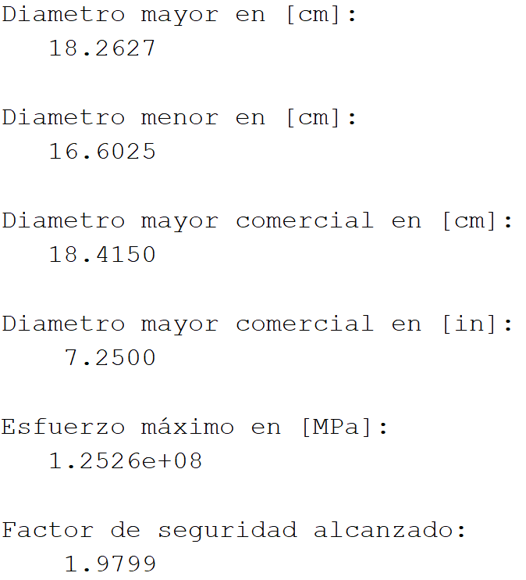 Diametro mayor en [cm]:
18.2627
Diametro menor en [cm]:
16.6025
Diametro mayor comercial en [cm]:
18.4150
Diametro mayor comercial en [in]:
7.2500
Esfuerzo máximo en [MPa]:
1.2526e+08
Factor de seguridad alcanzado:
1.9799